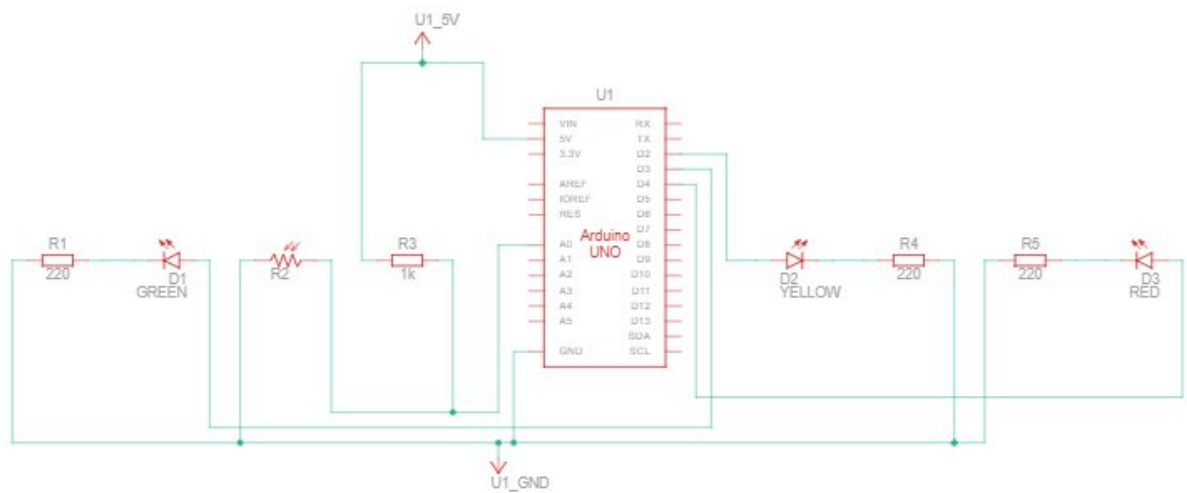 U1_5V
U1
VIN
5V
3.3V
AREF
IOREF
RES
A0
A1
A2
A3
A4
A5
GND
RX
TX
D2
D3
D4
D5
D6
D7
D8
D9
D10
D11
D12
D13
SDA
SCL
Arduino
UNO
R1
220
D1
GREEN
R2
R3
1k
D2
YELLOW
R4
220
R5
220
D3
RED
U1_GND